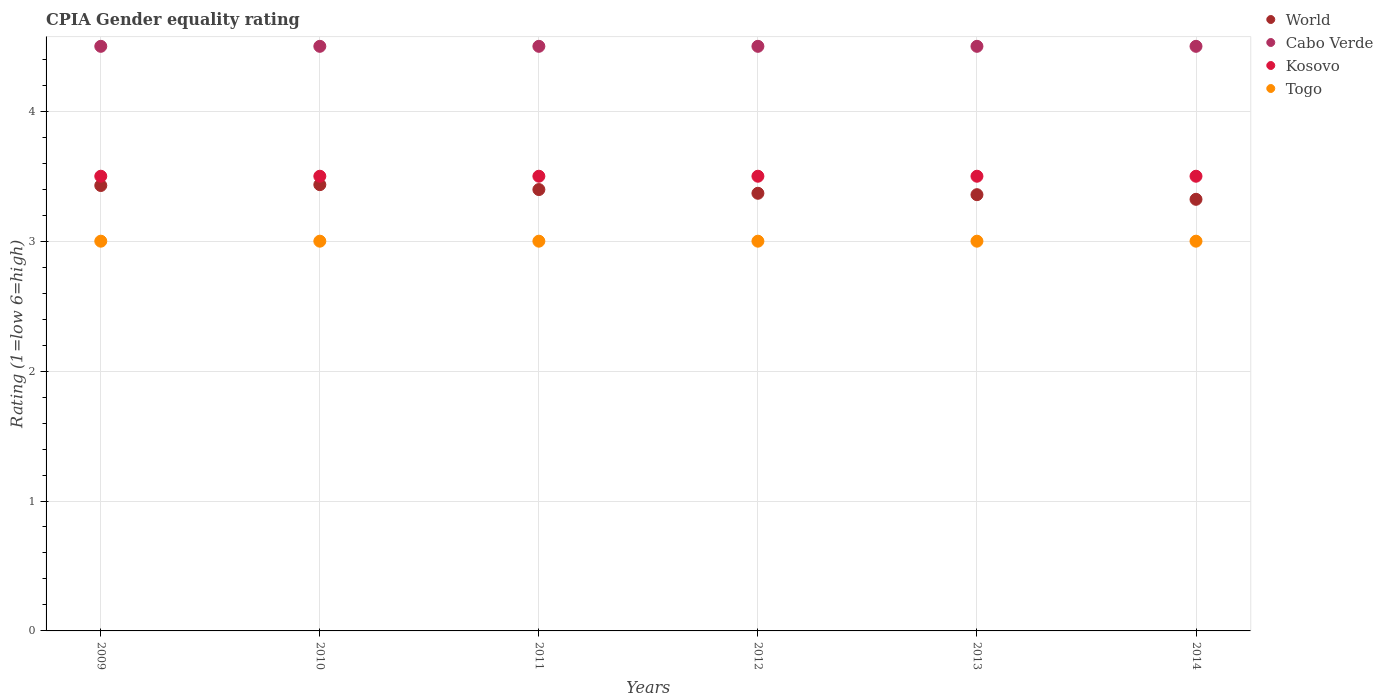 CPIA Gender equality rating
World
Cabo Verde
Kosovo
Togo
Rating (1=low 6=high)
4
3
2
1
0
2009
2010
2011
2012
2013
2014
Years